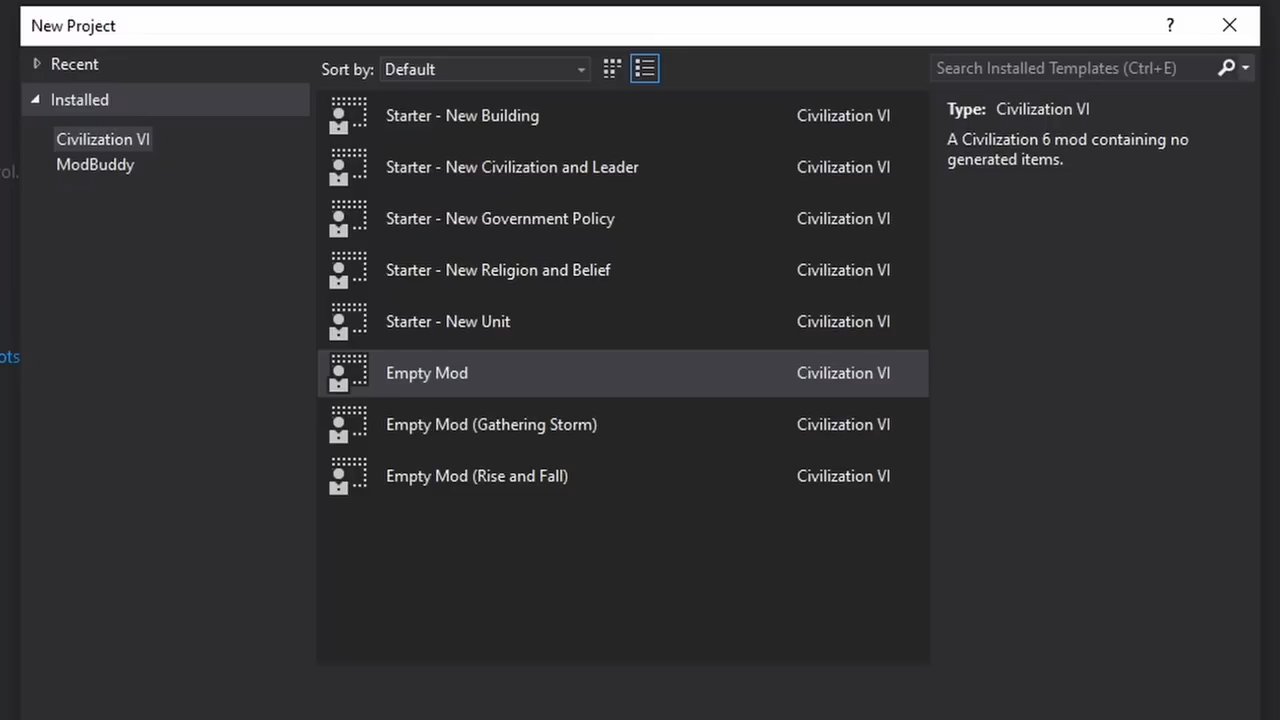 New Project
?
Recent
Installed
Civilization VI
ModBuddy
Sort by: Default
Search Installed Templates (Ctrl+E)
Starter - New Building Civilization VI
Starter - New Civilization and Leader Civilization VI
Starter - New Government Policy Civilization VI
Starter - New Religion and Belief Civilization VI
Starter - New Unit Civilization VI
Empty Mod Civilization VI
Empty Mod (Gathering Storm) Civilization VI
Empty Mod (Rise and Fall) Civilization VI
Type: Civilization VI
A Civilization 6 mod containing no
generated items.
ol.
ots